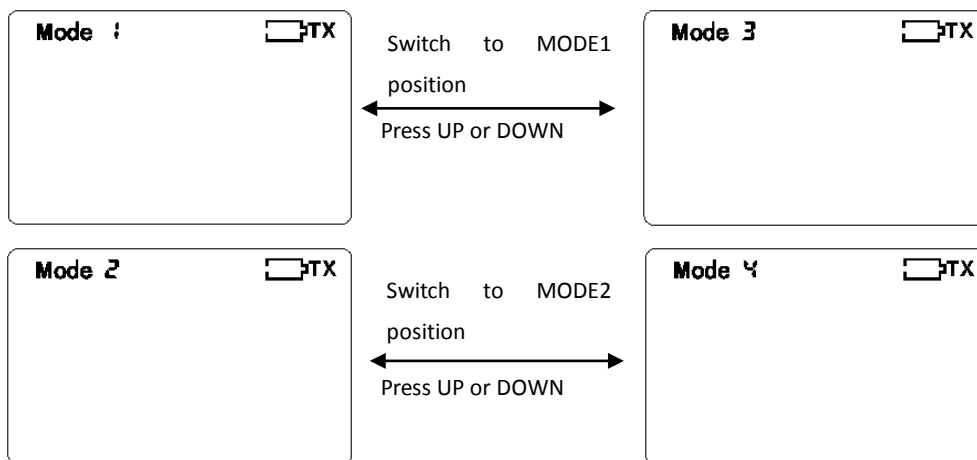 Mode 1 TX
Switch to MODE1
position
Press UP or DOWN
Mode 3 TX
Mode 2 TX
Switch to MODE2
position
Press UP or DOWN
Mode 4 TX